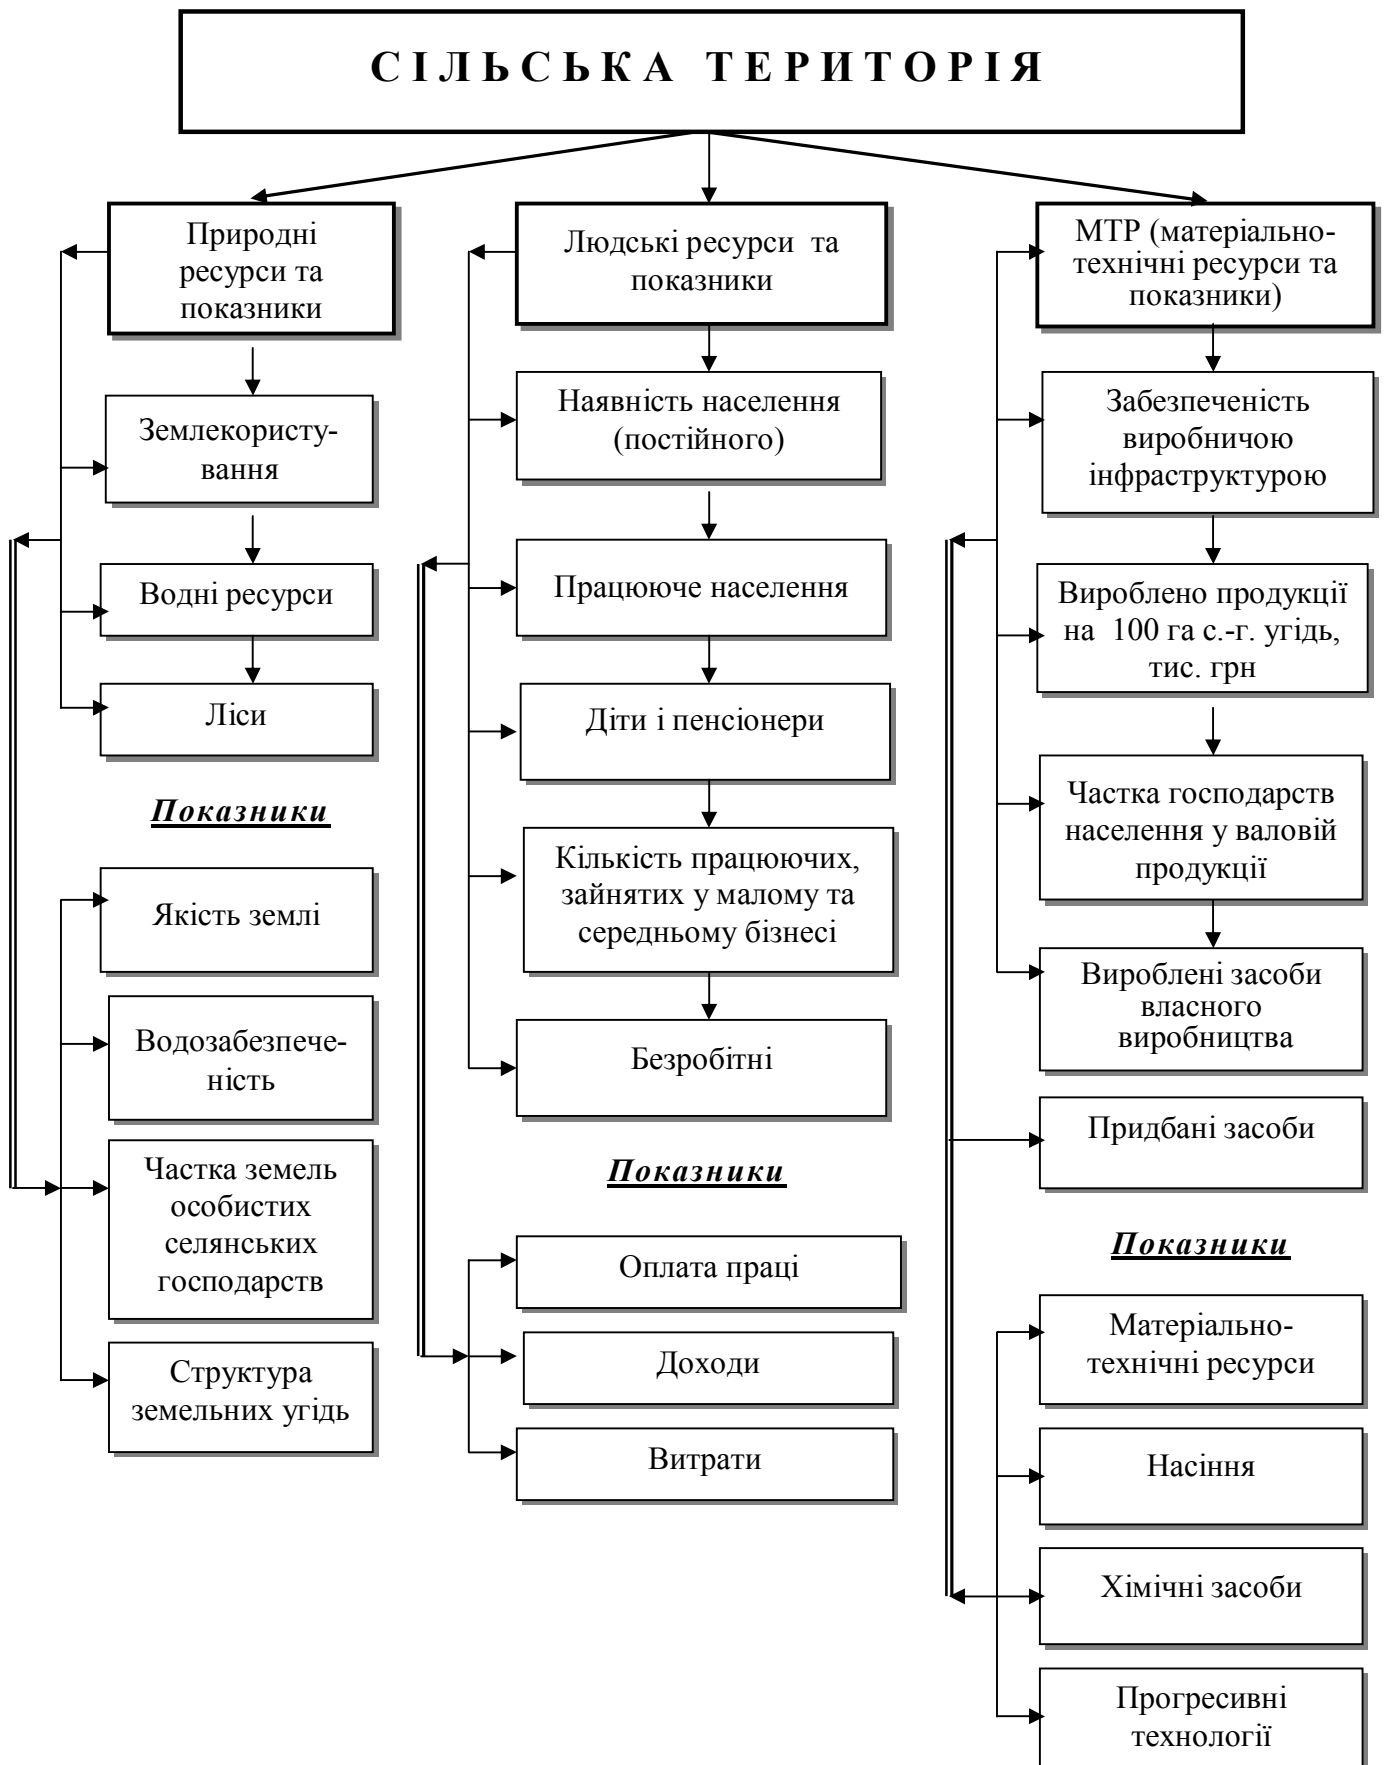 СІЛЬСЬКА ТЕРИТОРІЯ
Природні
ресурси та
показники
Землекористу-
вання
Водні ресурси
Ліси
Показники
Якість землі
Водозабезпече-
ність
Частка земель
особистих
селянських
господарств
Структура
земельних угідь
Людські ресурси та
показники
Наявність населення
(постійного)
Працююче населення
Діти і пенсіонери
Кількість працюючих,
зайнятих у малому та
середньому бізнесі
Безробітні
Показники
Оплата праці
Доходи
Витрати
МТР (матеріально-
технічні ресурси та
показники)
Забезпеченість
виробничою
інфраструктурою
Вироблено продукції
на 100 га с.-г. угідь,
тис. грн
Частка господарств
населення у валовій
продукції
Вироблені засоби
власного
виробництва
Придбані засоби
Показники
Матеріально-
технічні ресурси
Насіння
Хімічні засоби
Прогресивні
технології